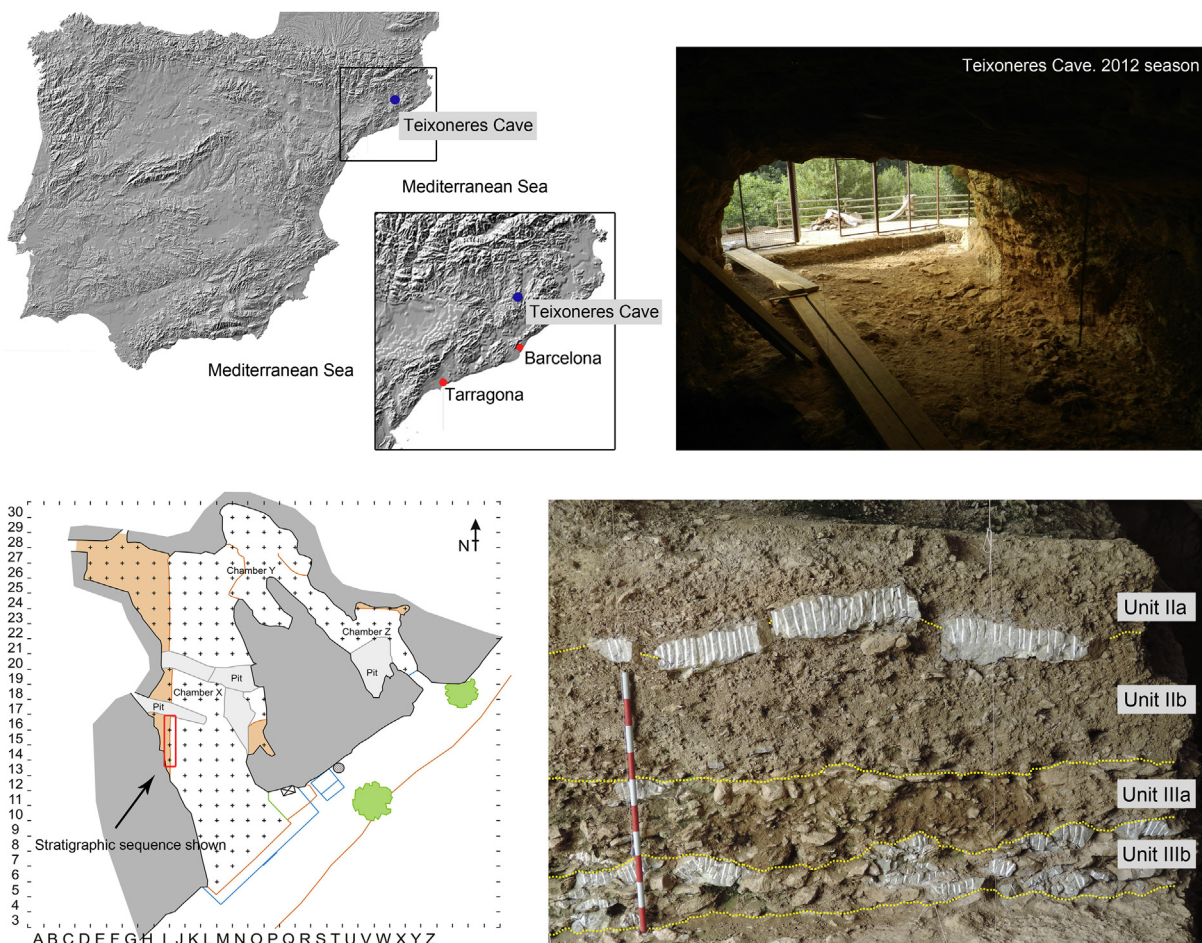 Teixoneres Cave
Mediterranean Sea
Teixoneres Cave
Barcelona
Tarragona
Mediterranean Sea
Teixoneres Cave. 2012 season
30
29
28
27
26
25
24
23
22
21
20
19
18
17
16
15
14
13
12
11
10
9
8
7
6
5
4
3
N
Chamber Y
Chamber Z
Pit
Pit
Chamber X
Pit
Stratigraphic sequence shown
A B C D E F G H I J K L M N O P Q R S T U V W X Y Z
Unit IIa
Unit IIb
Unit IIIa
Unit IIIb